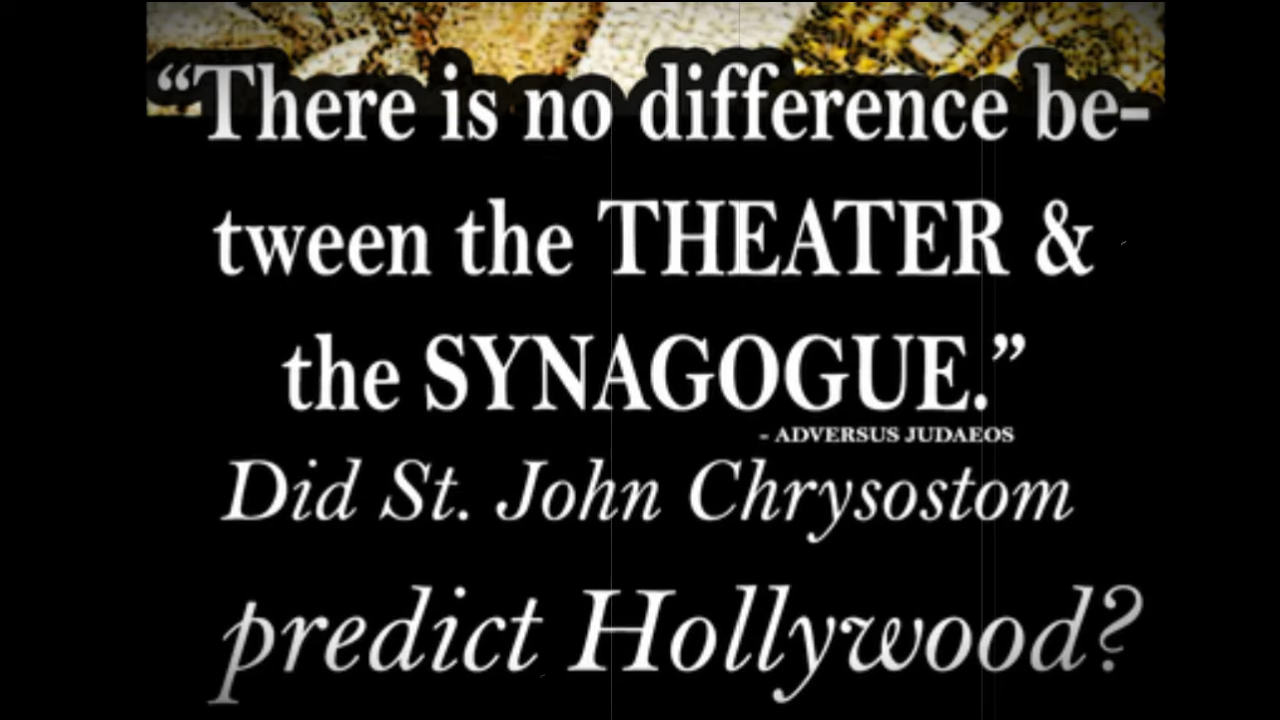 “There is no difference be-
tween the THEATER &
the SYNAGOGUE.”
- ADVERSUS JUDAEOS
Did St. John Chrysostom
predict Hollywood?